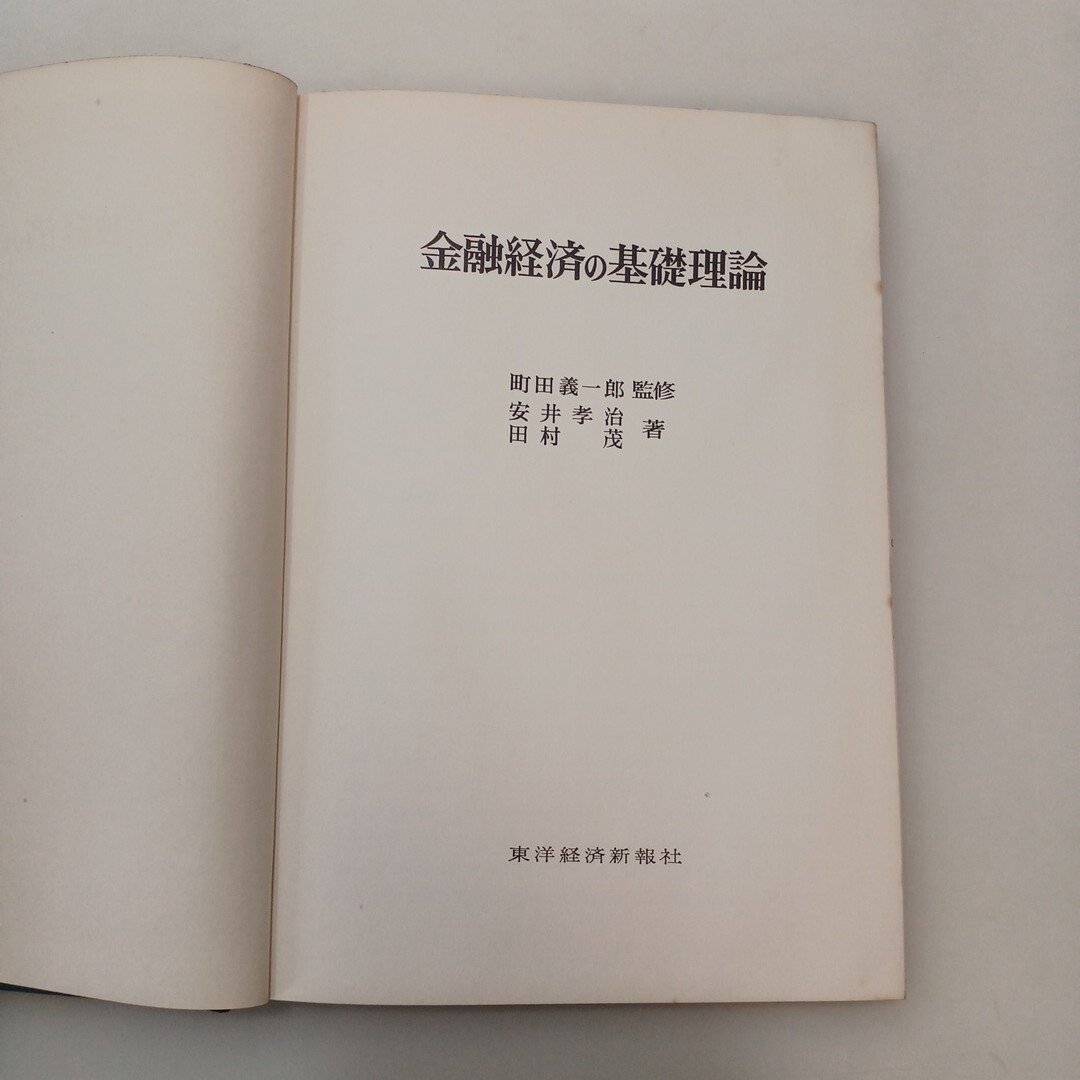 金融経済の基礎理論
町田義一郎 監修
安井孝治
田村 茂 著
東洋経済新報社